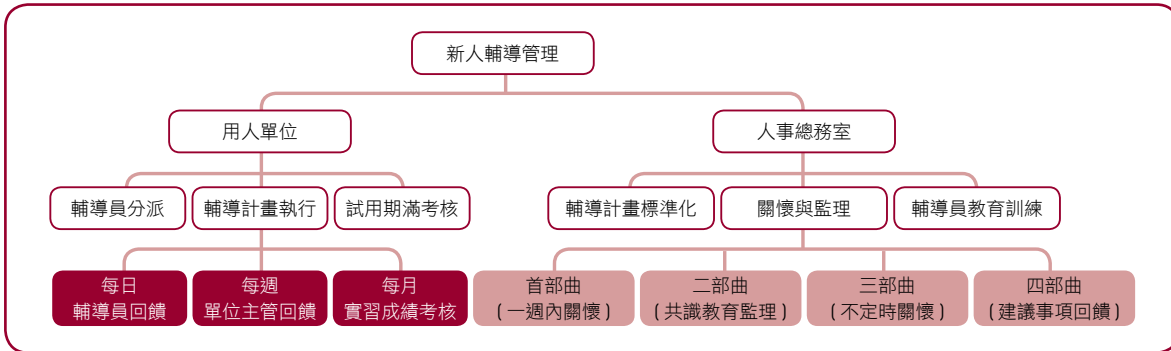 新人輔導管理
用人單位
人事總務室
輔導員分派
輔導計畫執行
試用期滿考核
輔導計畫標準化
關懷與監理
輔導員教育訓練
每日
輔導員回饋
每週
單位主管回饋
每月
實習成績考核
首部曲
(一週內關懷)
二部曲
(共識教育監理)
三部曲
(不定時關懷)
四部曲
(建議事項回饋)